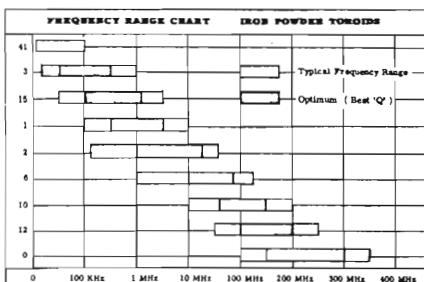 FREQUENCY RANGE CHART IRON POWDER TOROIDS
41
3 Typical Frequency Range
15 Optimum ( Best 'Q' )
1
2
6
10
12
0
0 100 KHz 1 MHz 10 MHz 100 MHz 200 MHz 300 MHz 400 MHz